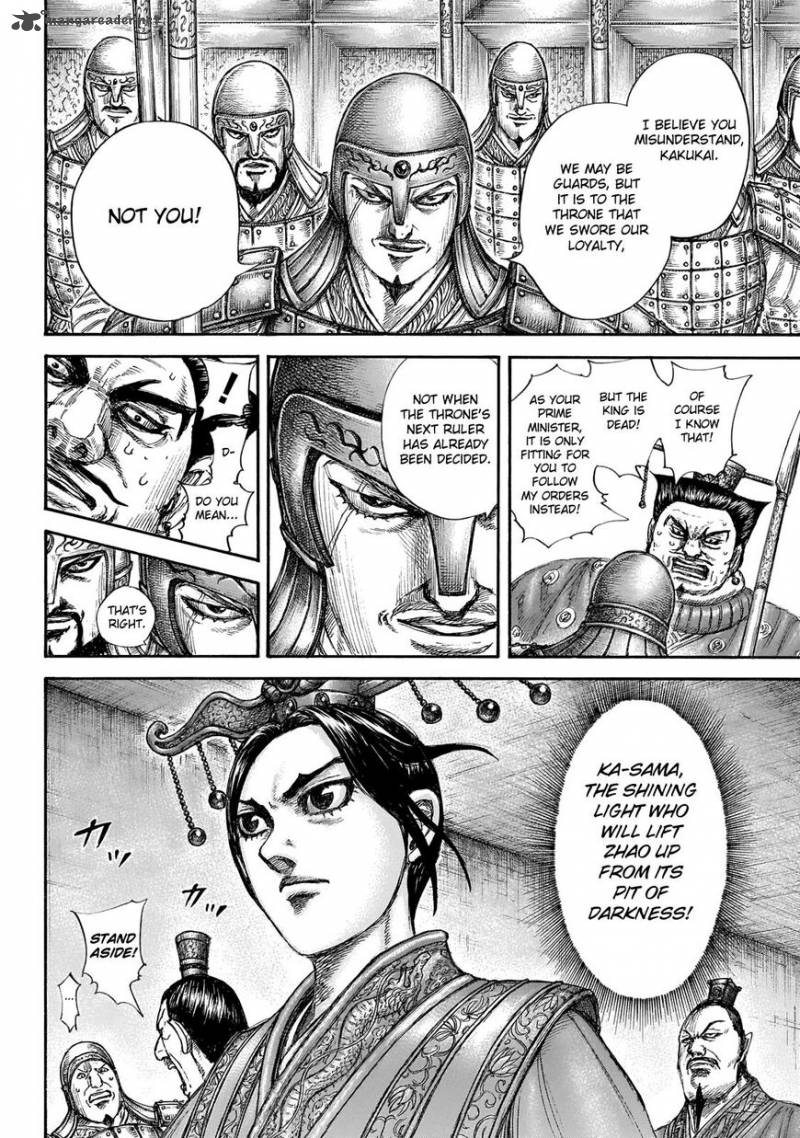 mangareader.net
I BELIEVE YOU
MISUNDERSTAND,
KAKUKAI.
WE MAY BE
GUARDS, BUT
IT IS TO THE
THRONE THAT
WE SWORE OUR
LOYALTY,
NOT YOU!
OF
COURSE I
KNOW
THAT!
BUT THE
KING IS
DEAD!
AS YOUR
PRIME
MINISTER,
IT IS ONLY
FITTING FOR
YOU TO
FOLLOW
MY ORDERS
INSTEAD!
NOT WHEN
THE THRONE'S
NEXT RULER
HAS ALREADY
BEEN DECIDED.
!
D-
DO YOU
MEAN...
THAT'S
RIGHT.
KA-SAMA,
THE SHINING
LIGHT WHO
WILL LIFT
ZHAO UP
FROM ITS
PIT OF
DARKNESS!
カッ
カッ
STAND
ASIDE!
...